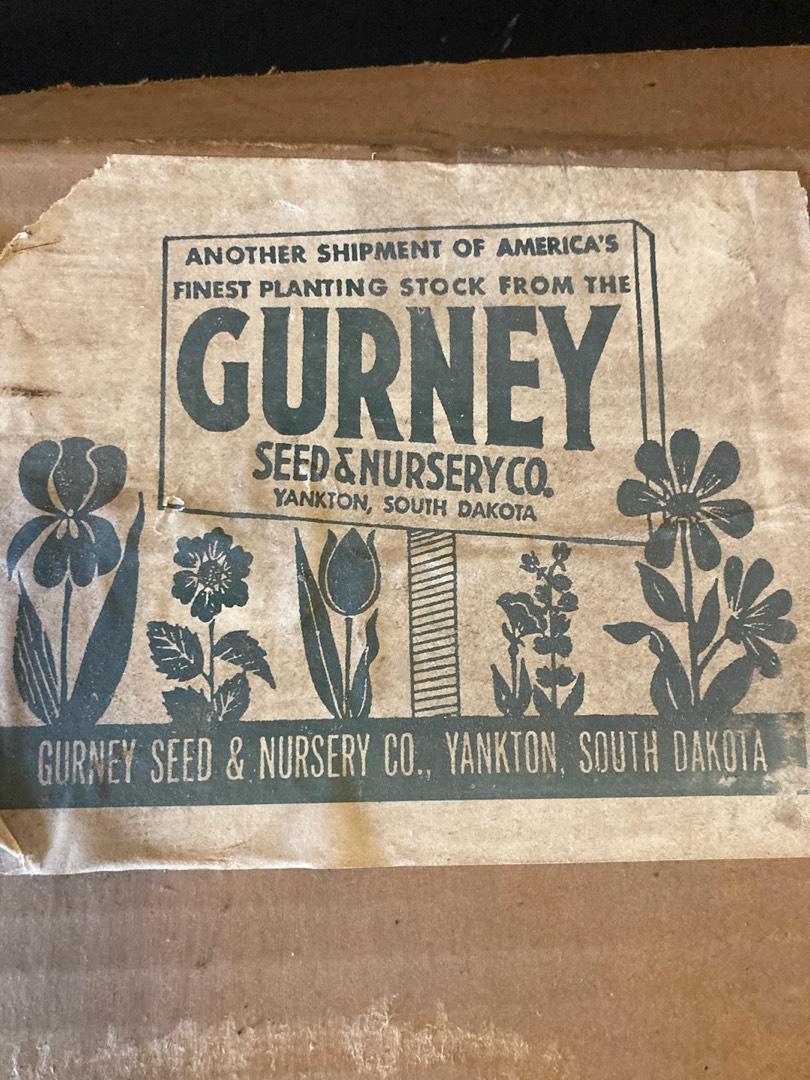 ANOTHER SHIPMENT OF AMERICA'S
FINEST PLANTING STOCK FROM THE
GURNEY
SEED & NURSERY CO.
YANKTON, SOUTH DAKOTA
GURNEY SEED & NURSERY CO., YANKTON, SOUTH DAKOTA